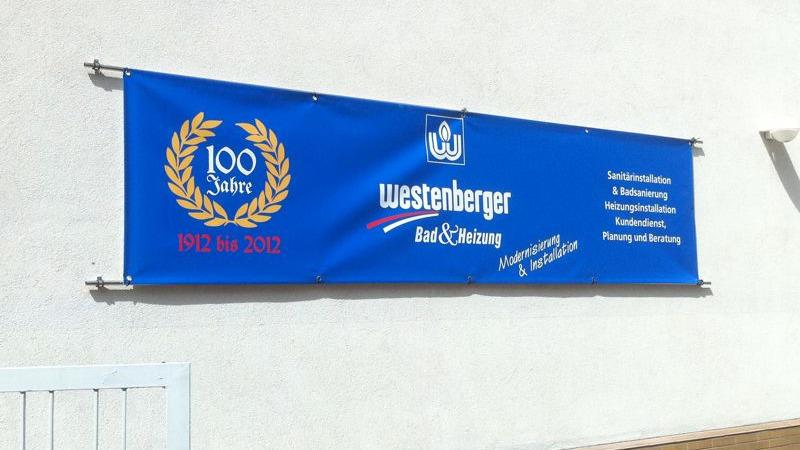 100
Jahre
1912 bis 2012
W
westenberger
Bad & Heizung
Modernisierung
& Installation
Sanitärinstallation
& Badsanierung
Heizungsinstallation
Kundendienst,
Planung und Beratung